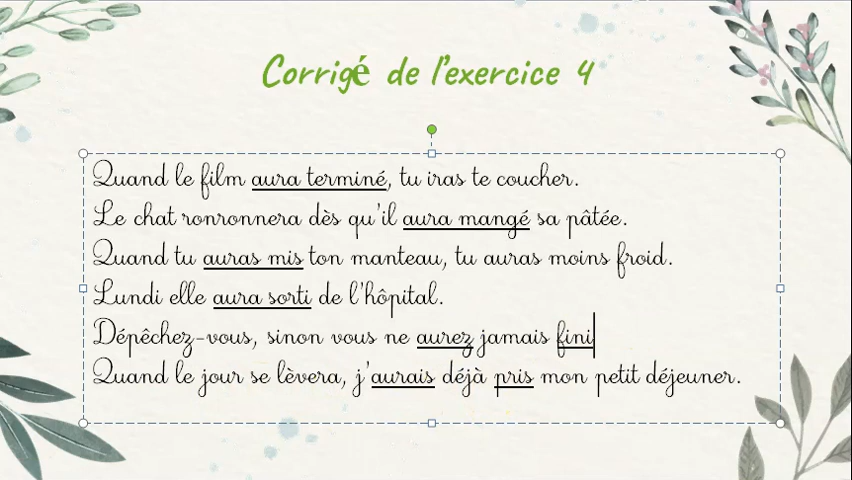 Corrigé de l'exercice 4
Quand le film aura terminé, tu iras te coucher.
Le chat ronronnera dès qu'il aura mangé sa pâtée.
Quand tu auras mis ton manteau, tu auras moins froid.
Lundi elle aura sorti de l'hôpital.
Dépêchez-vous, sinon vous ne aurez jamais fini
Quand le jour se lèvera, j'aurais déjà pris mon petit déjeuner.